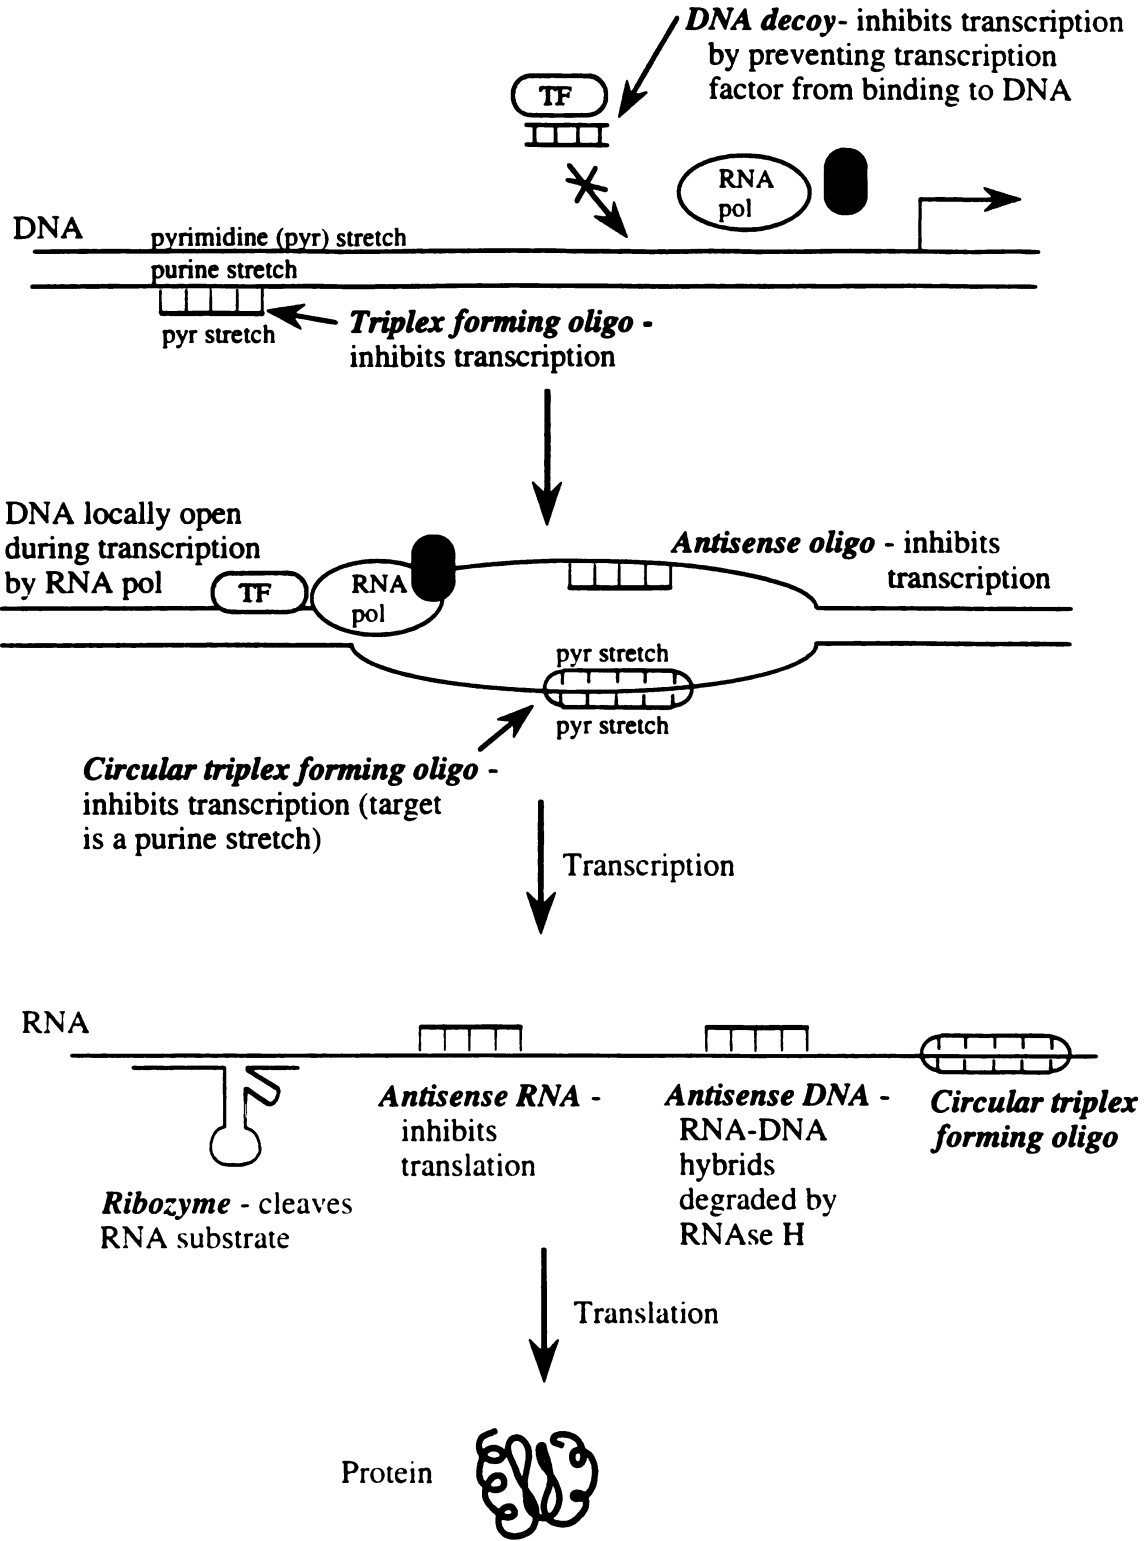 DNA decoy- inhibits transcription
by preventing transcription
factor from binding to DNA
TF
RNA
pol
DNA
pyrimidine (pyr) stretch
purine stretch
pyr stretch
Triplex forming oligo -
inhibits transcription
DNA locally open
during transcription
by RNA pol
TF
RNA
pol
Antisense oligo - inhibits
transcription
pyr stretch
pyr stretch
Circular triplex forming oligo -
inhibits transcription (target
is a purine stretch)
Transcription
RNA
Ribozyme - cleaves
RNA substrate
Antisense RNA -
inhibits
translation
Antisense DNA -
RNA-DNA
hybrids
degraded by
RNAse H
Circular triplex
forming oligo
Translation
Protein